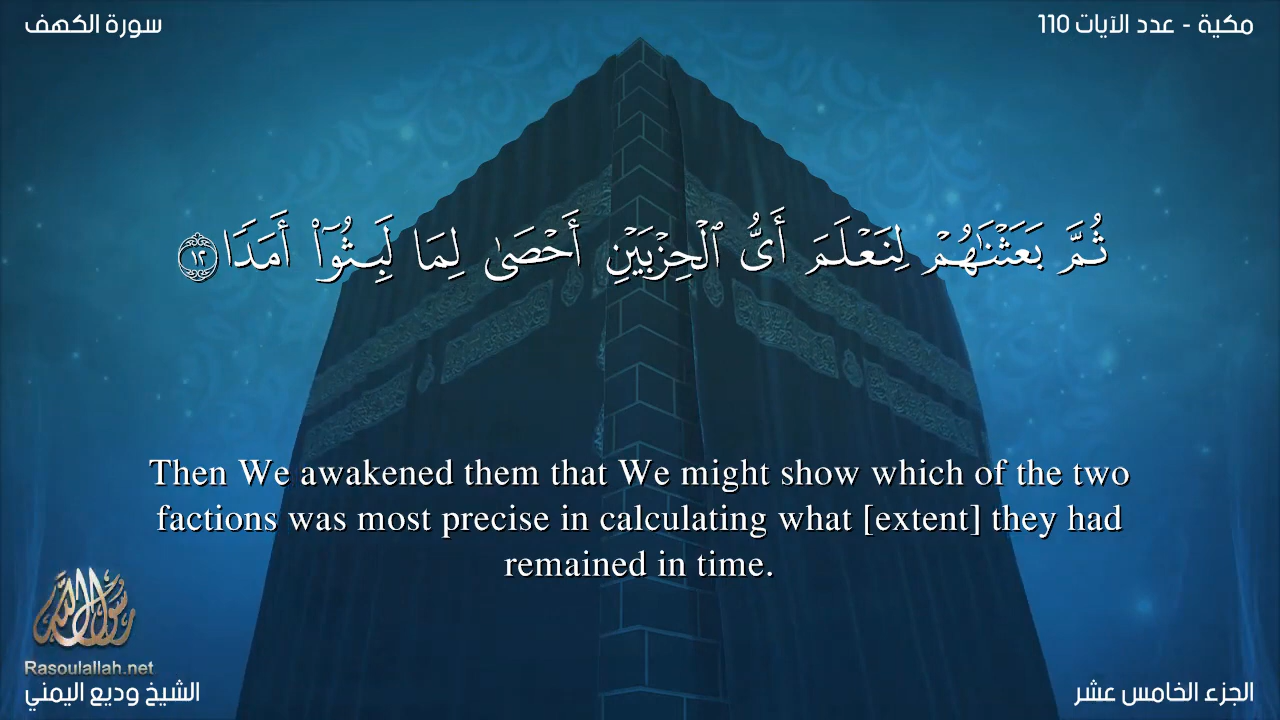 سورة الكهف
مكية - عدد الآيات 110
ثُمَّ بَعَثْنَٰهُمْ لِنَعْلَمَ أَىُّ ٱلْحِزْبَيْنِ أَحْصَىٰ لِمَا لَبِثُوٓا۟ أَمَدًا ١٢
Then We awakened them that We might show which of the two
factions was most precise in calculating what [extent] they had
remained in time.
رسول الله
Rasoulallah.net
الشيخ وديع اليمني
الجزء الخامس عشر